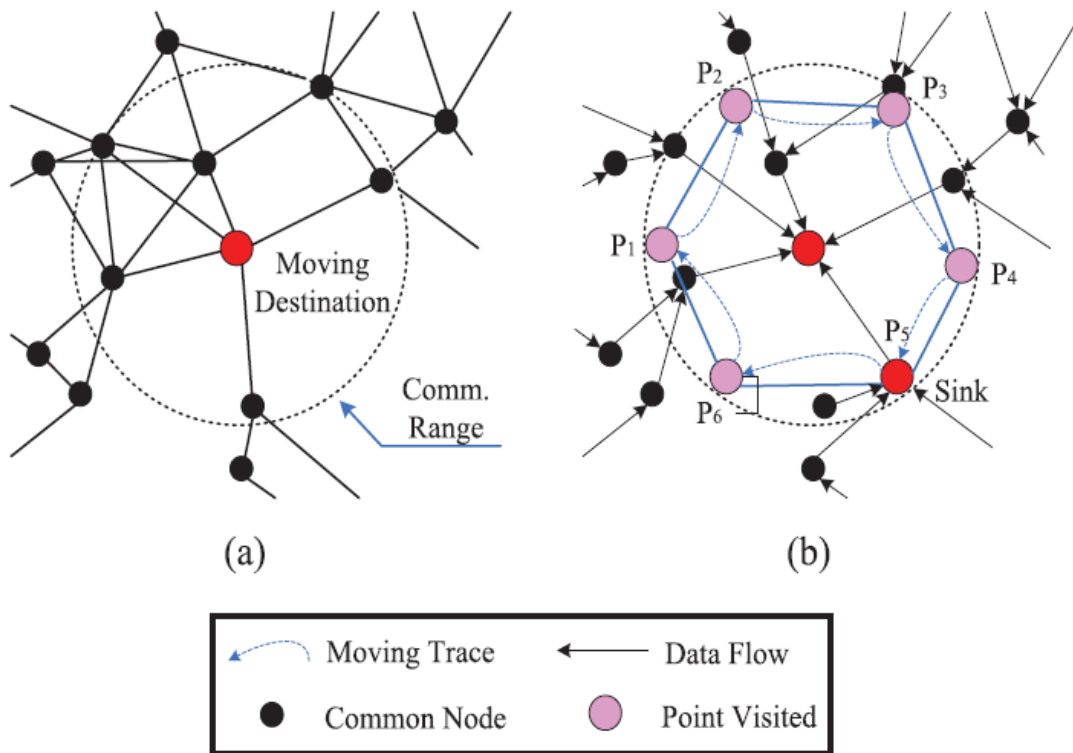 Moving
Destination
Comm.
Range
(a)
P2
P3
P1
P4
P5
P6
Sink
(b)
Moving Trace
Data Flow
Common Node
Point Visited